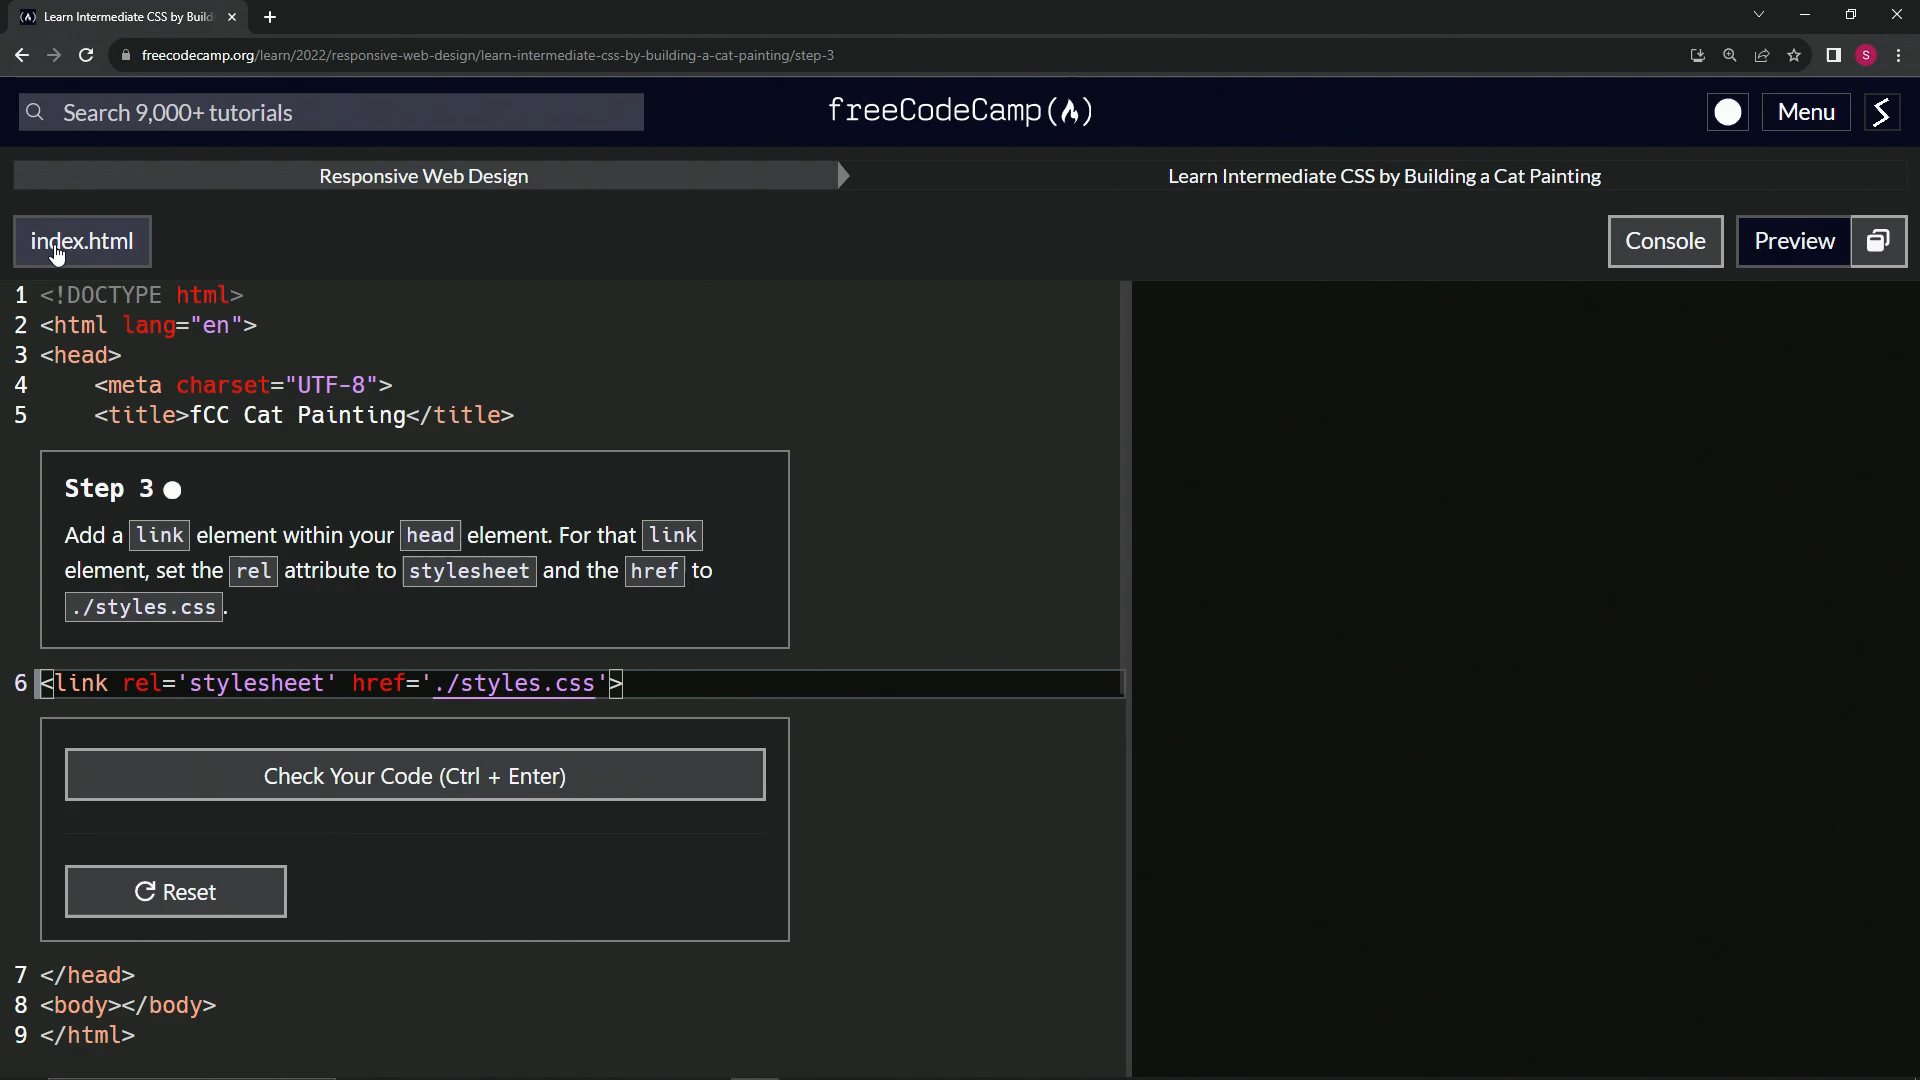 Learn Intermediate CSS by Build
freecodecamp.org/learn/2022/responsive-web-design/learn-intermediate-css-by-building-a-cat-painting/step-3
S
Search 9,000+ tutorials
freeCodeCamp(🔥)
Menu
Responsive Web Design
Learn Intermediate CSS by Building a Cat Painting
index.html
Console
Preview
1 <!DOCTYPE html>
2 <html lang="en">
3 <head>
4     <meta charset="UTF-8">
5     <title>fCC Cat Painting</title>
Step 3
Add a link element within your head element. For that link
element, set the rel attribute to stylesheet and the href to
./styles.css.
6 <link rel='stylesheet' href='./styles.css'>
Check Your Code (Ctrl + Enter)
Reset
7 </head>
8 <body></body>
9 </html>